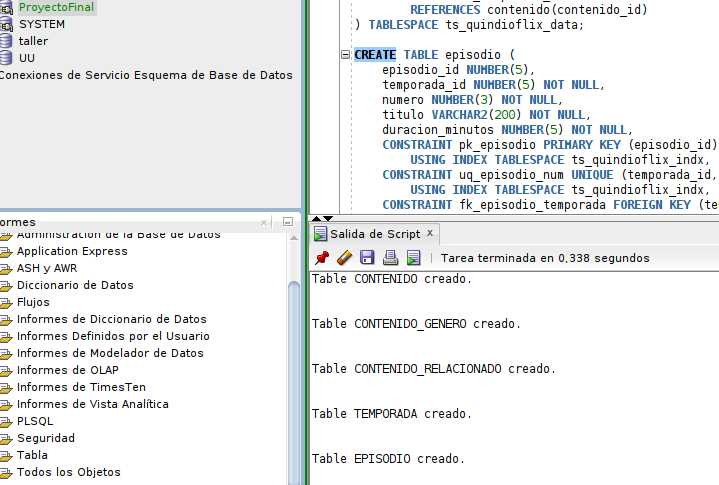 ProyectoFinal
SYSTEM
taller
UU
Conexiones de Servicio Esquema de Base de Datos
REFERENCES contenido(contenido_id)
) TABLESPACE ts_quindioflix_data;
CREATE TABLE episodio (
episodio_id NUMBER(5),
temporada_id NUMBER(5) NOT NULL,
numero NUMBER(3) NOT NULL,
titulo VARCHAR2(200) NOT NULL,
duracion_minutos NUMBER(5) NOT NULL,
CONSTRAINT pk_episodio PRIMARY KEY (episodio_id)
USING INDEX TABLESPACE ts_quindioflix_indx,
CONSTRAINT uq_episodio_num UNIQUE (temporada_id,
USING INDEX TABLESPACE ts_quindioflix_indx,
CONSTRAINT fk_episodio_temporada FOREIGN KEY (te
ormes
Administración de la Base de Datos
Application Express
ASH y AWR
Diccionario de Datos
Flujos
Informes de Diccionario de Datos
Informes Definidos por el Usuario
Informes de Modelador de Datos
Informes de OLAP
Informes de TimesTen
Informes de Vista Analítica
PLSQL
Seguridad
Tabla
Todos los Objetos
Salida de Script x
Tarea terminada en 0,338 segundos
Table CONTENIDO creado.
Table CONTENIDO_GENERO creado.
Table CONTENIDO_RELACIONADO creado.
Table TEMPORADA creado.
Table EPISODIO creado.